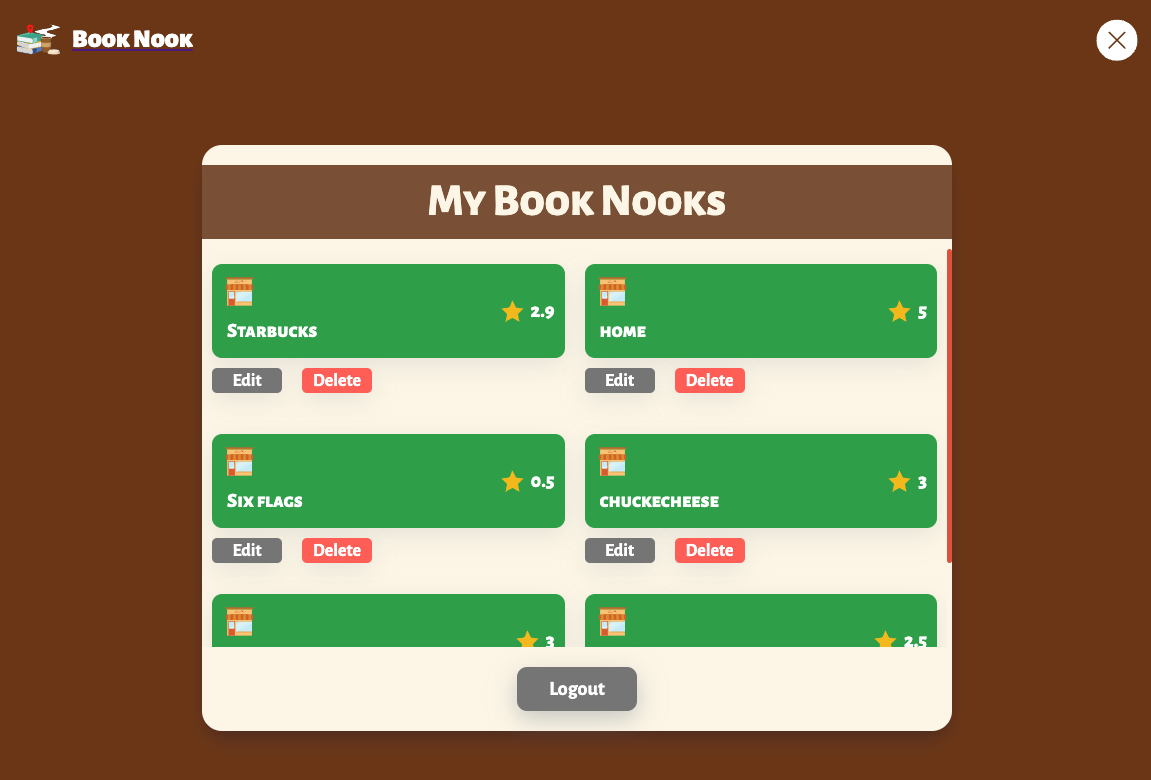 Book Nook
My Book Nooks
2.9
Starbucks
5
home
Edit
Delete
Edit
Delete
0.5
Six flags
3
chuckecheese
Edit
Delete
Edit
Delete
3
2.5
Logout